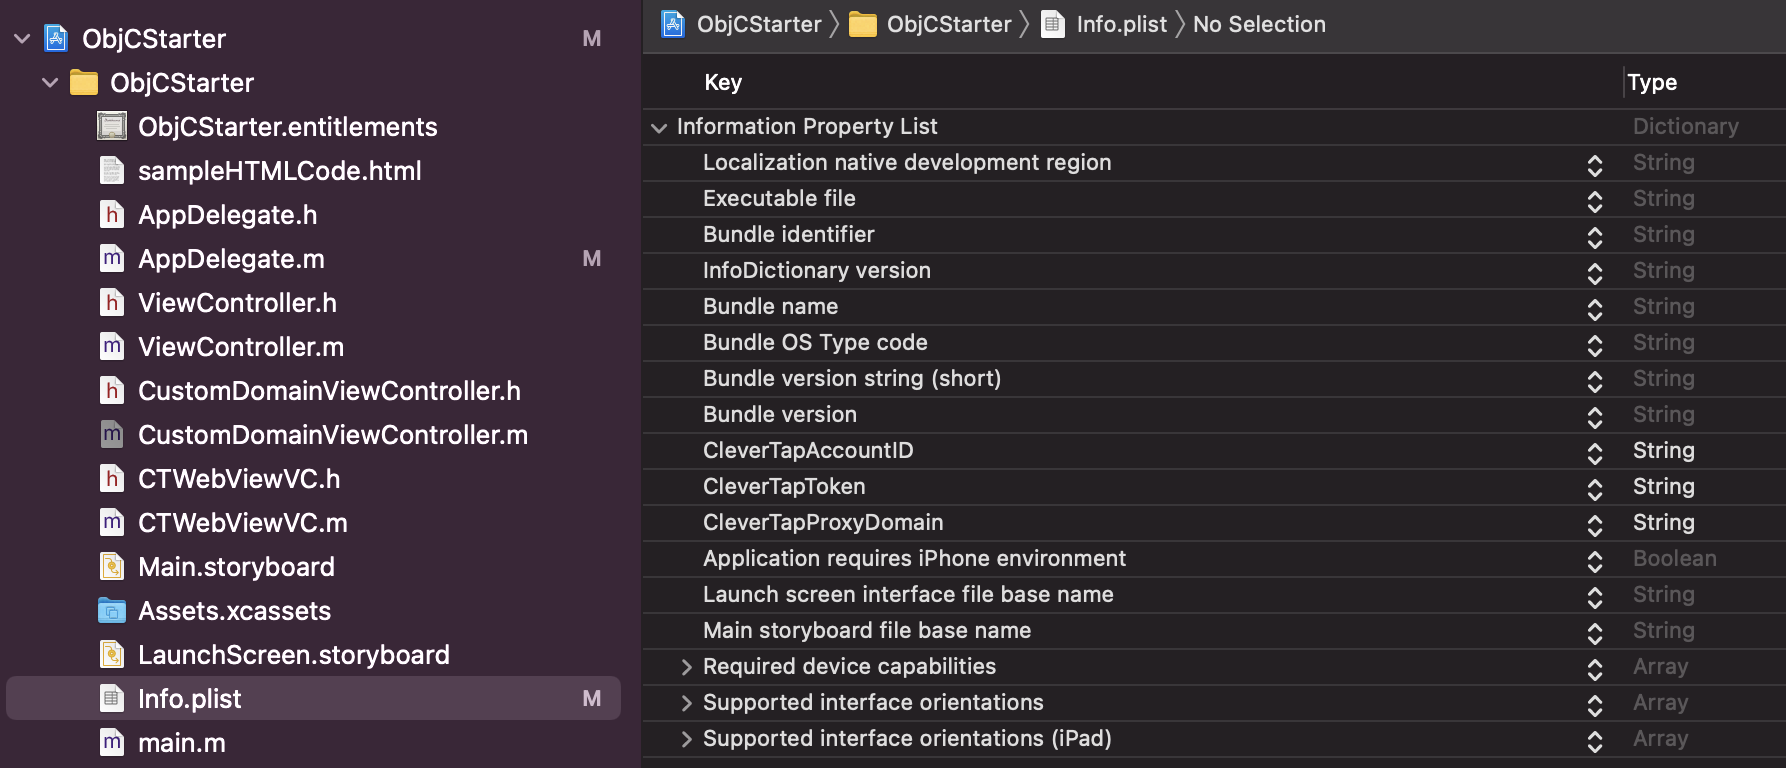 ObjCStarter M
ObjCStarter
ObjCStarter.entitlements
sampleHTMLCode.html
AppDelegate.h
AppDelegate.m M
ViewController.h
ViewController.m
CustomDomainViewController.h
CustomDomainViewController.m
CTWebViewVC.h
CTWebViewVC.m
Main.storyboard
Assets.xcassets
LaunchScreen.storyboard
Info.plist M
main.m
ObjCStarter ObjCStarter Info.plist No Selection
Key Type
Information Property List Dictionary
Localization native development region String
Executable file String
Bundle identifier String
InfoDictionary version String
Bundle name String
Bundle OS Type code String
Bundle version string (short) String
Bundle version String
CleverTapAccountID String
CleverTapToken String
CleverTapProxyDomain String
Application requires iPhone environment Boolean
Launch screen interface file base name String
Main storyboard file base name String
Required device capabilities Array
Supported interface orientations Array
Supported interface orientations (iPad) Array